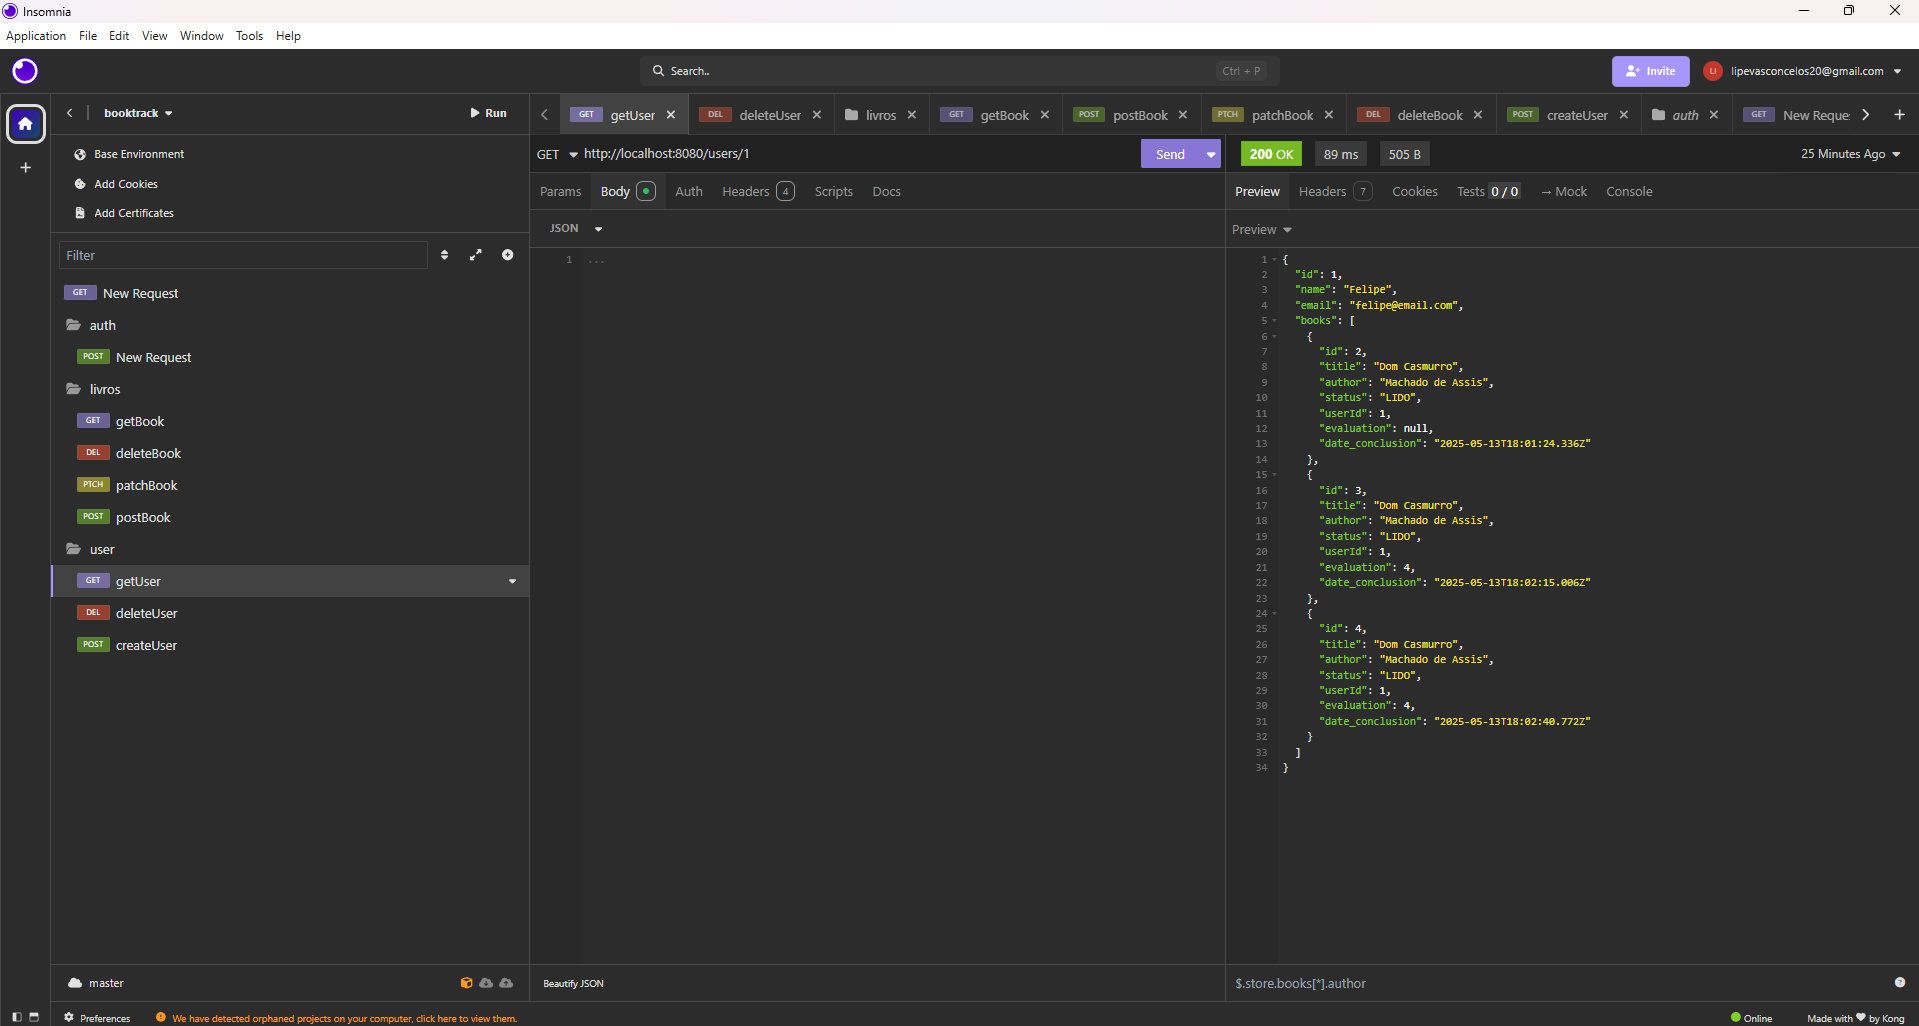 Insomnia
Application File Edit View Window Tools Help
Search.. Ctrl + P
Invite
LI lipevasconcelos20@gmail.com
booktrack
Run
GET getUser DEL deleteUser livros GET getBook POST postBook PTCH patchBook DEL deleteBook POST createUser auth GET New Reque
Base Environment
Add Cookies
Add Certificates
Filter
GET New Request
auth
POST New Request
livros
GET getBook
DEL deleteBook
PTCH patchBook
POST postBook
user
GET getUser
DEL deleteUser
POST createUser
master
GET http://localhost:8080/users/1
Send
Params Body Auth Headers 4 Scripts Docs
JSON
1 ...
Beautify JSON
200 OK 89 ms 505 B 25 Minutes Ago
Preview Headers 7 Cookies Tests 0 / 0 → Mock Console
Preview
1 {
2 "id": 1,
3 "name": "Felipe",
4 "email": "felipe@email.com",
5 "books": [
6 {
7 "id": 2,
8 "title": "Dom Casmurro",
9 "author": "Machado de Assis",
10 "status": "LIDO",
11 "userId": 1,
12 "evaluation": null,
13 "date_conclusion": "2025-05-13T18:01:24.336Z"
14 },
15 {
16 "id": 3,
17 "title": "Dom Casmurro",
18 "author": "Machado de Assis",
19 "status": "LIDO",
20 "userId": 1,
21 "evaluation": 4,
22 "date_conclusion": "2025-05-13T18:02:15.006Z"
23 },
24 {
25 "id": 4,
26 "title": "Dom Casmurro",
27 "author": "Machado de Assis",
28 "status": "LIDO",
29 "userId": 1,
30 "evaluation": 4,
31 "date_conclusion": "2025-05-13T18:02:40.772Z"
32 }
33 ]
34 }
$.store.books[*].author
Preferences
We have detected orphaned projects on your computer, click here to view them.
Online
Made with ♥ by Kong